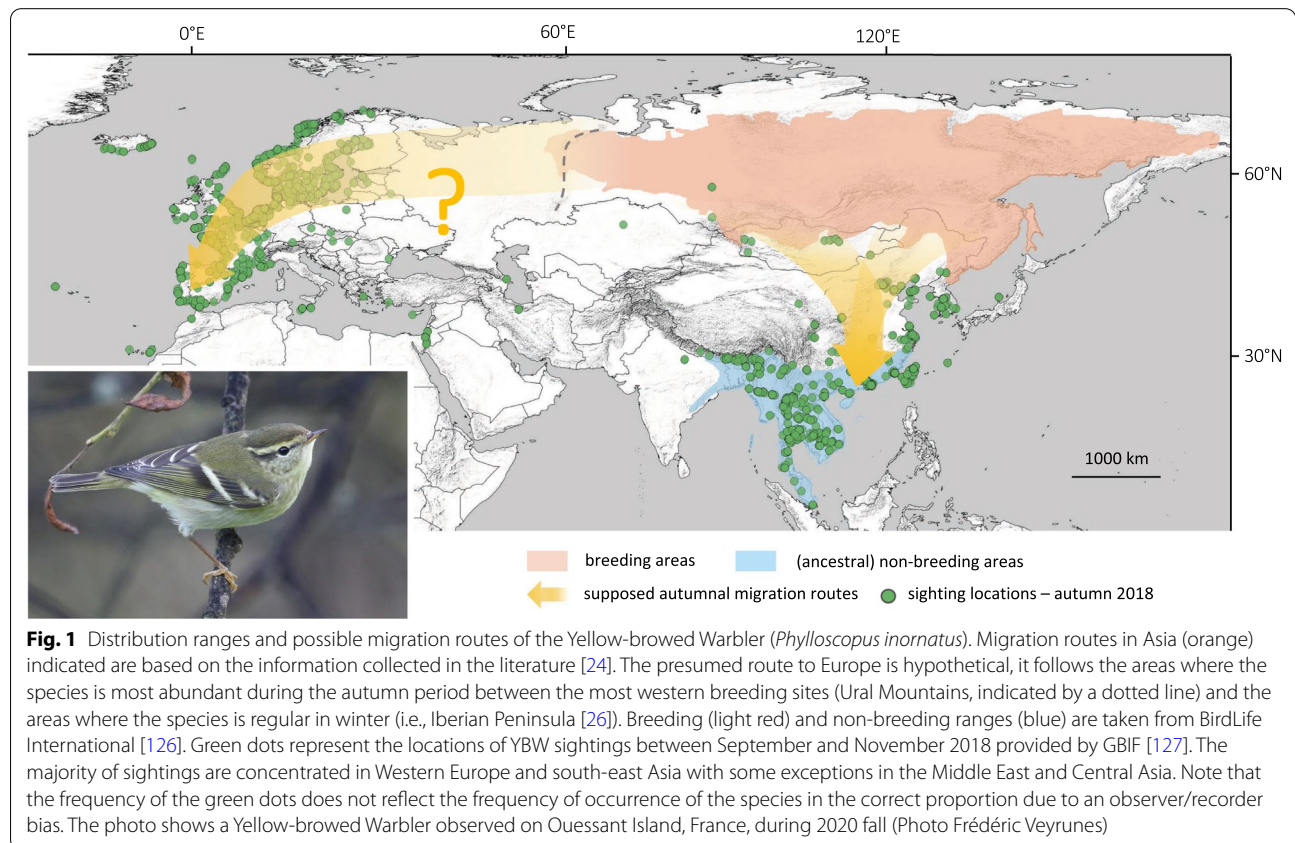 0°E 60°E 120°E
60°N
?
30°N
1000 km
breeding areas (ancestral) non-breeding areas
supposed autumnal migration routes sighting locations – autumn 2018
Fig. 1 Distribution ranges and possible migration routes of the Yellow-browed Warbler (Phylloscopus inornatus). Migration routes in Asia (orange)
indicated are based on the information collected in the literature [24]. The presumed route to Europe is hypothetical, it follows the areas where the
species is most abundant during the autumn period between the most western breeding sites (Ural Mountains, indicated by a dotted line) and the
areas where the species is regular in winter (i.e., Iberian Peninsula [26]). Breeding (light red) and non-breeding ranges (blue) are taken from BirdLife
International [126]. Green dots represent the locations of YBW sightings between September and November 2018 provided by GBIF [127]. The
majority of sightings are concentrated in Western Europe and south-east Asia with some exceptions in the Middle East and Central Asia. Note that
the frequency of the green dots does not reflect the frequency of occurrence of the species in the correct proportion due to an observer/recorder
bias. The photo shows a Yellow-browed Warbler observed on Ouessant Island, France, during 2020 fall (Photo Frédéric Veyrunes)